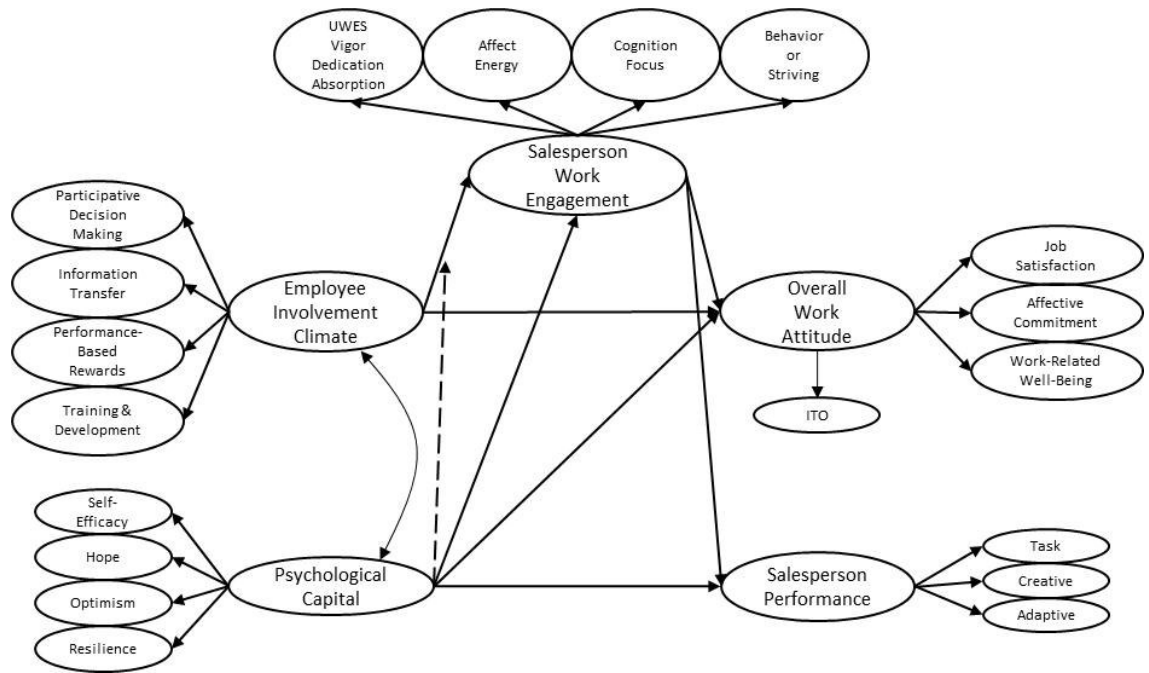 UWES
Vigor
Dedication
Absorption
Affect
Energy
Cognition
Focus
Behavior
or
Striving
Salesperson
Work
Engagement
Participative
Decision
Making
Information
Transfer
Performance-
Based
Rewards
Training &
Development
Employee
Involvement
Climate
Overall
Work
Attitude
Job
Satisfaction
Affective
Commitment
Work-Related
Well-Being
ITO
Self-
Efficacy
Hope
Optimism
Resilience
Psychological
Capital
Salesperson
Performance
Task
Creative
Adaptive